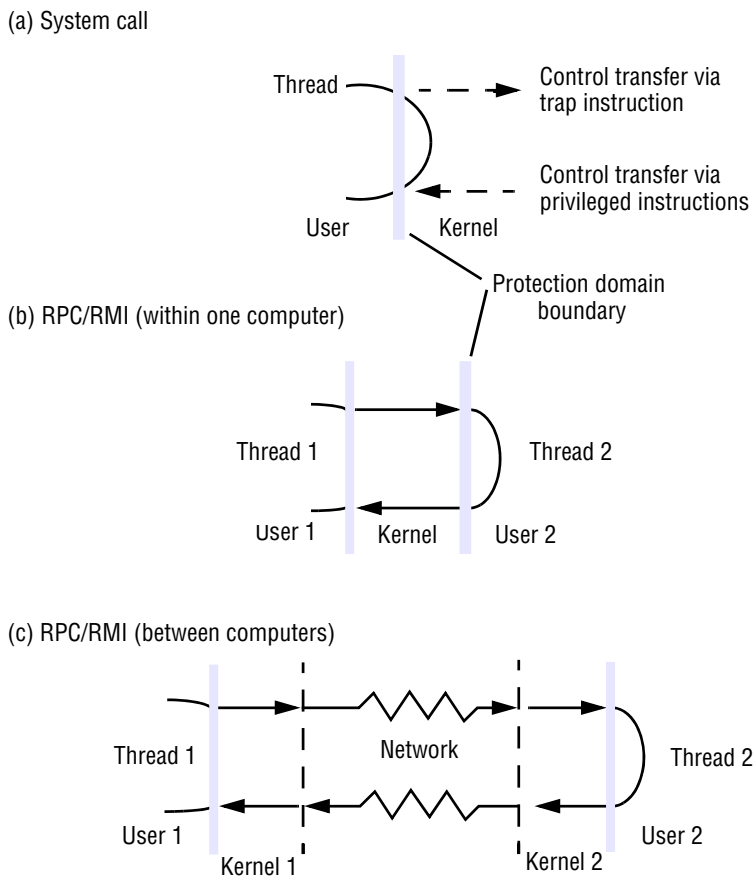 (a) System call
Thread
Control transfer via
trap instruction
Control transfer via
privileged instructions
User
Kernel
Protection domain
boundary
(b) RPC/RMI (within one computer)
Thread 1
Thread 2
User 1
Kernel
User 2
(c) RPC/RMI (between computers)
Network
Thread 1
Thread 2
User 1
User 2
Kernel 1
Kernel 2